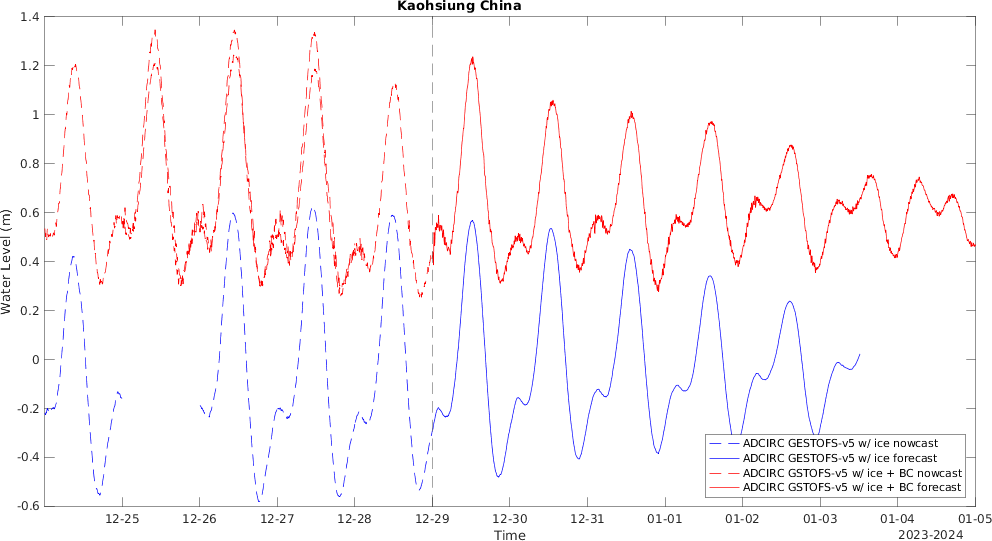 Kaohsiung China
1.4
1.2
1
0.8
0.6
0.4
0.2
0
-0.2
-0.4
-0.6
Water Level (m)
ADCIRC GESTOFS-v5 w/ ice nowcast
ADCIRC GESTOFS-v5 w/ ice forecast
ADCIRC GSTOFS-v5 w/ ice + BC nowcast
ADCIRC GSTOFS-v5 w/ ice + BC forecast
12-25 12-26 12-27 12-28 12-29 12-30 12-31 01-01 01-02 01-03 01-04 01-05
Time
2023-2024